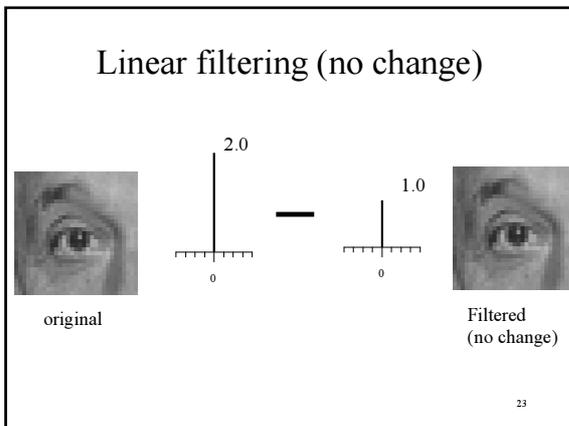 Linear filtering (no change)
2.0
1.0
0
0
original
Filtered
(no change)
23